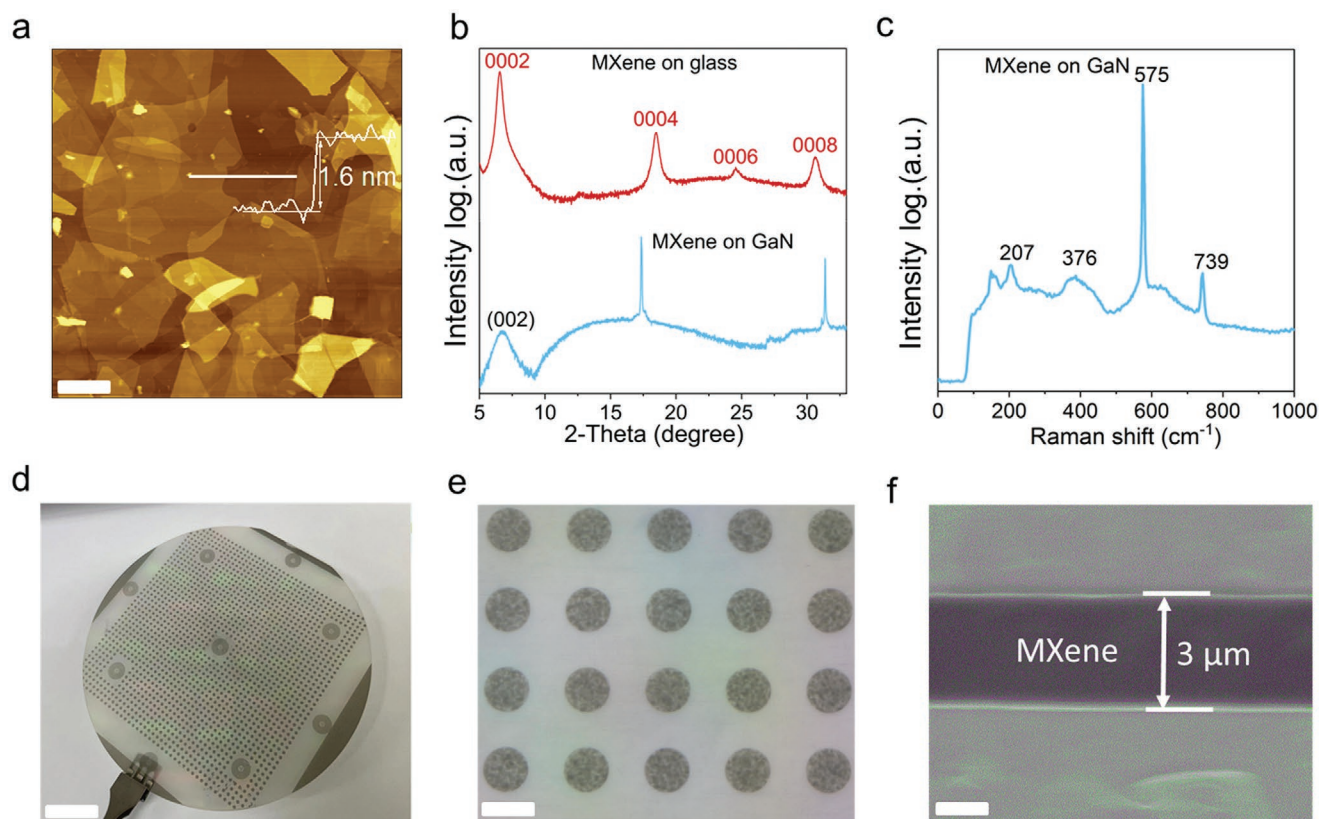 a
1.6 nm
b
MXene on glass
0002
0004
0006
0008
MXene on GaN
(002)
Intensity log.(a.u.)
5 10 15 20 25 30
2-Theta (degree)
c
MXene on GaN
575
207
376
739
Intensity log.(a.u.)
0 200 400 600 800 1000
Raman shift (cm⁻¹)
d
e
f
MXene
3 µm